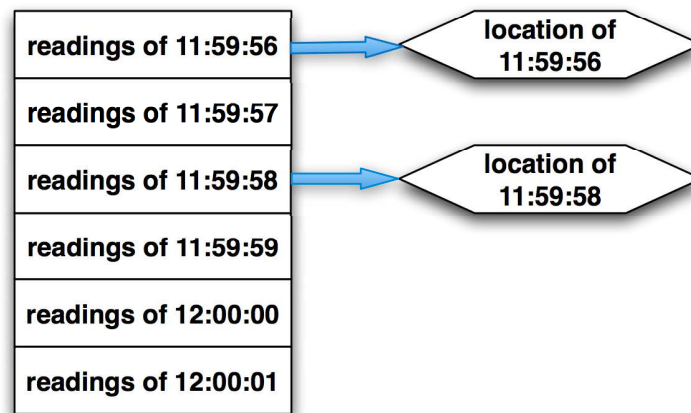 readings of 11:59:56
location of
11:59:56
readings of 11:59:57
readings of 11:59:58
location of
11:59:58
readings of 11:59:59
readings of 12:00:00
readings of 12:00:01